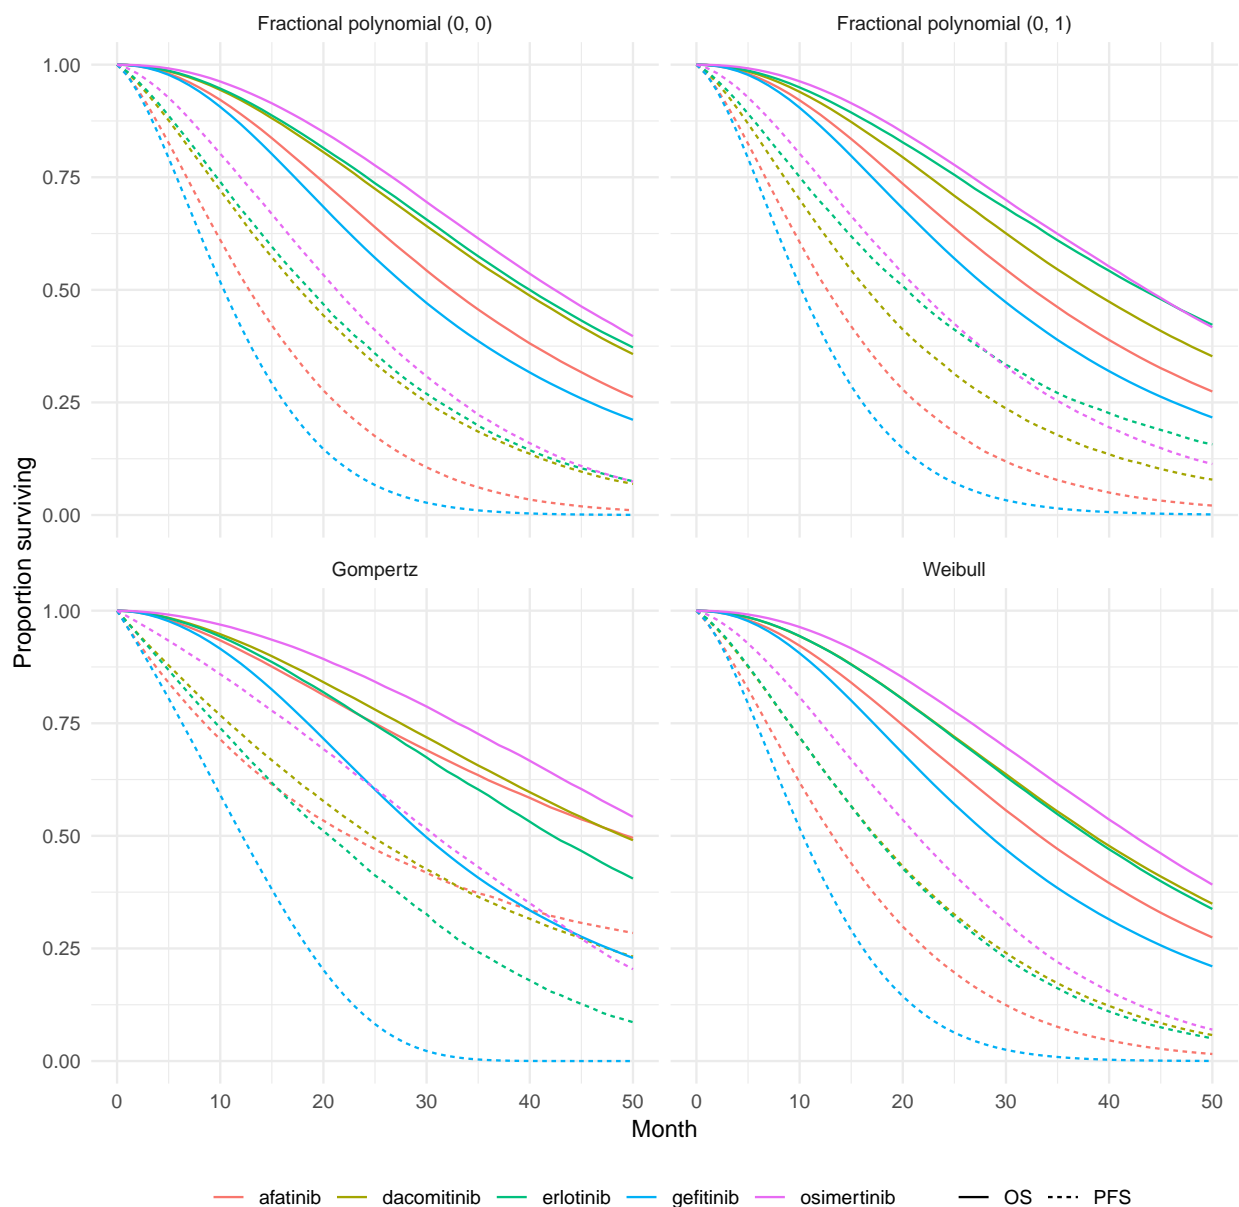 Fractional polynomial (0, 0)
Fractional polynomial (0, 1)
1.00
0.75
0.50
0.25
0.00
Proportion surviving
Gompertz
Weibull
1.00
0.75
0.50
0.25
0.00
0 10 20 30 40 50
0 10 20 30 40 50
Month
afatinib dacomitinib erlotinib gefitinib osimertinib OS PFS